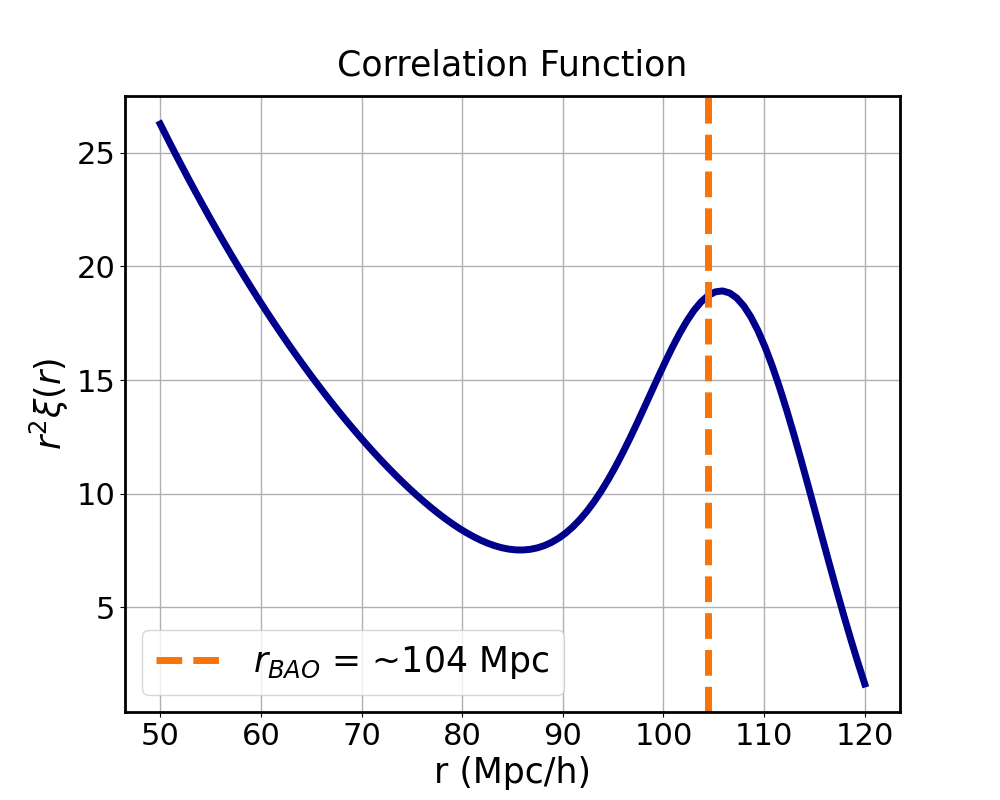 Correlation Function
r²ξ(r)
25
20
15
10
5
r_BAO = ~104 Mpc
50 60 70 80 90 100 110 120
r (Mpc/h)